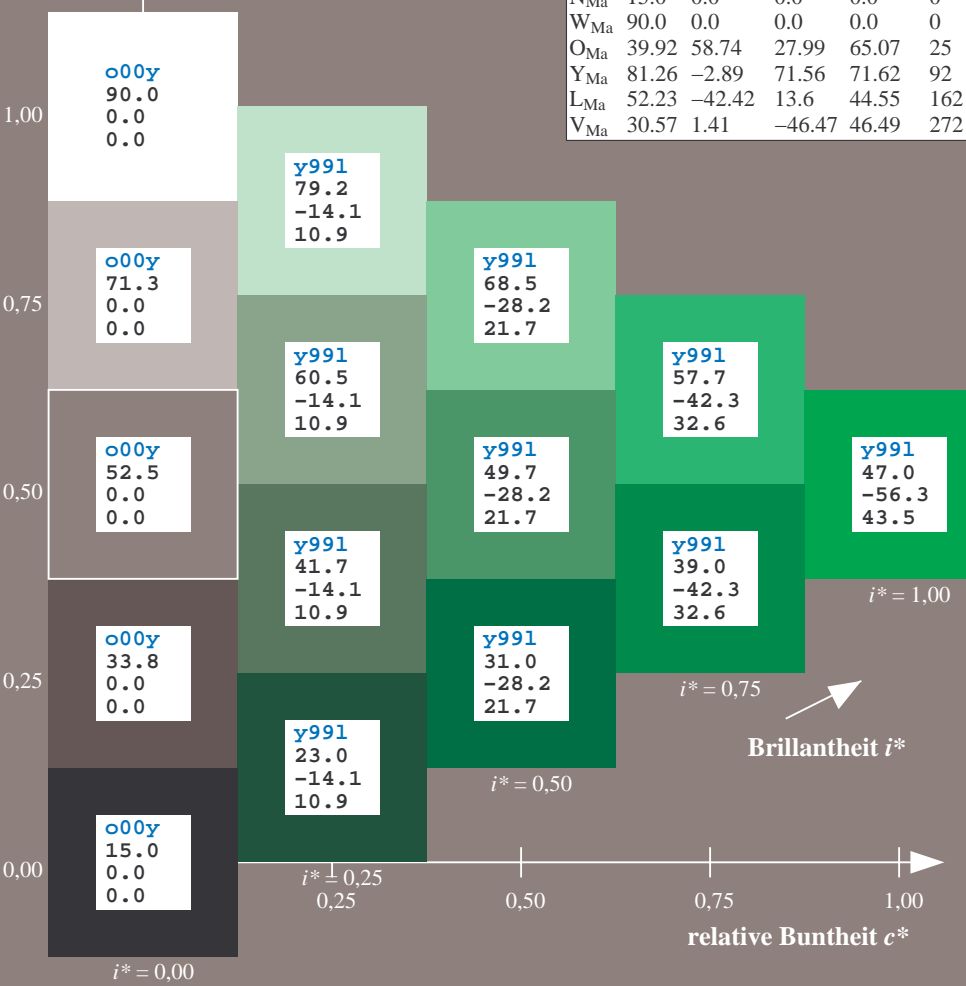 W Ma 90.0 0.0 0.0 0.0 0
O Ma 39.92 58.74 27.99 65.07 25
Y Ma 81.26 −2.89 71.56 71.62 92
L Ma 52.23 −42.42 13.6 44.55 162
V Ma 30.57 1.41 −46.47 46.49 272
o00y
90.0
0.0
0.0
1,00
y99l
79.2
-14.1
10.9
o00y
71.3
0.0
0.0
y99l
68.5
-28.2
21.7
0,75
y99l
60.5
-14.1
10.9
y99l
57.7
-42.3
32.6
o00y
52.5
0.0
0.0
y99l
49.7
-28.2
21.7
y99l
47.0
-56.3
43.5
0,50
y99l
41.7
-14.1
10.9
y99l
39.0
-42.3
32.6
i* = 1,00
o00y
33.8
0.0
0.0
y99l
31.0
-28.2
21.7
0,25
i* = 0,75
y99l
23.0
-14.1
10.9
Brillantheit i*
i* = 0,50
o00y
15.0
0.0
0.0
0,00
i* = 0,25
0,25
0,50
0,75
1,00
relative Buntheit c*
i* = 0,00